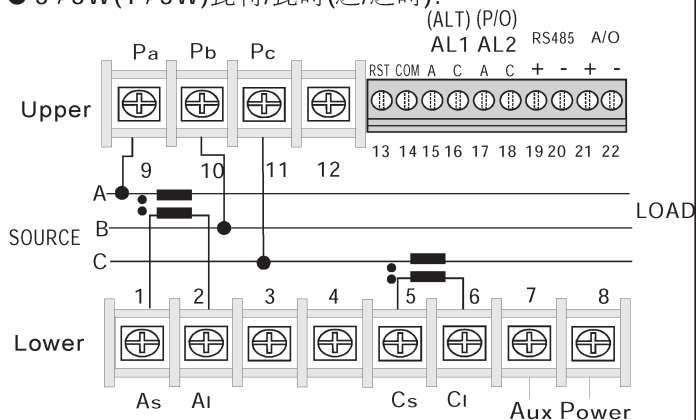 (ALT) (P/O)
AL1 AL2 RS485 A/O
Pa Pb Pc
RST COM A C A C + - + -
Upper
13 14 15 16 17 18 19 20 21 22
9 10 11 12
A
LOAD
B
SOURCE
C
1 2 3 4 5 6 7 8
Lower
As AI Cs CI
Aux Power